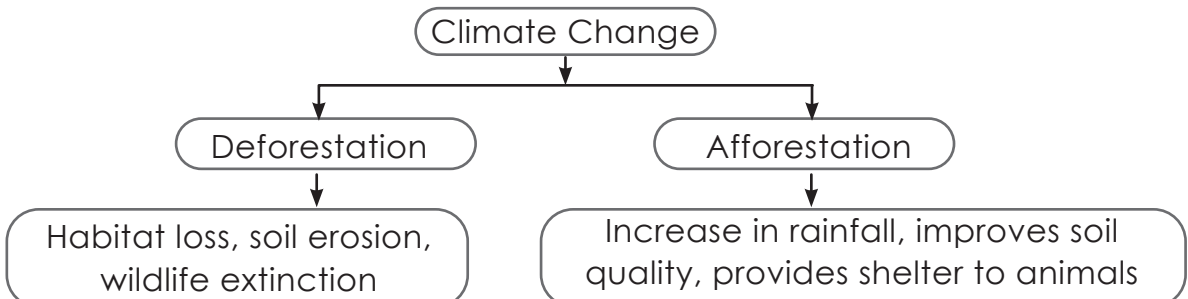 Climate Change
Deforestation
Afforestation
Habitat loss, soil erosion,
wildlife extinction
Increase in rainfall, improves soil
quality, provides shelter to animals